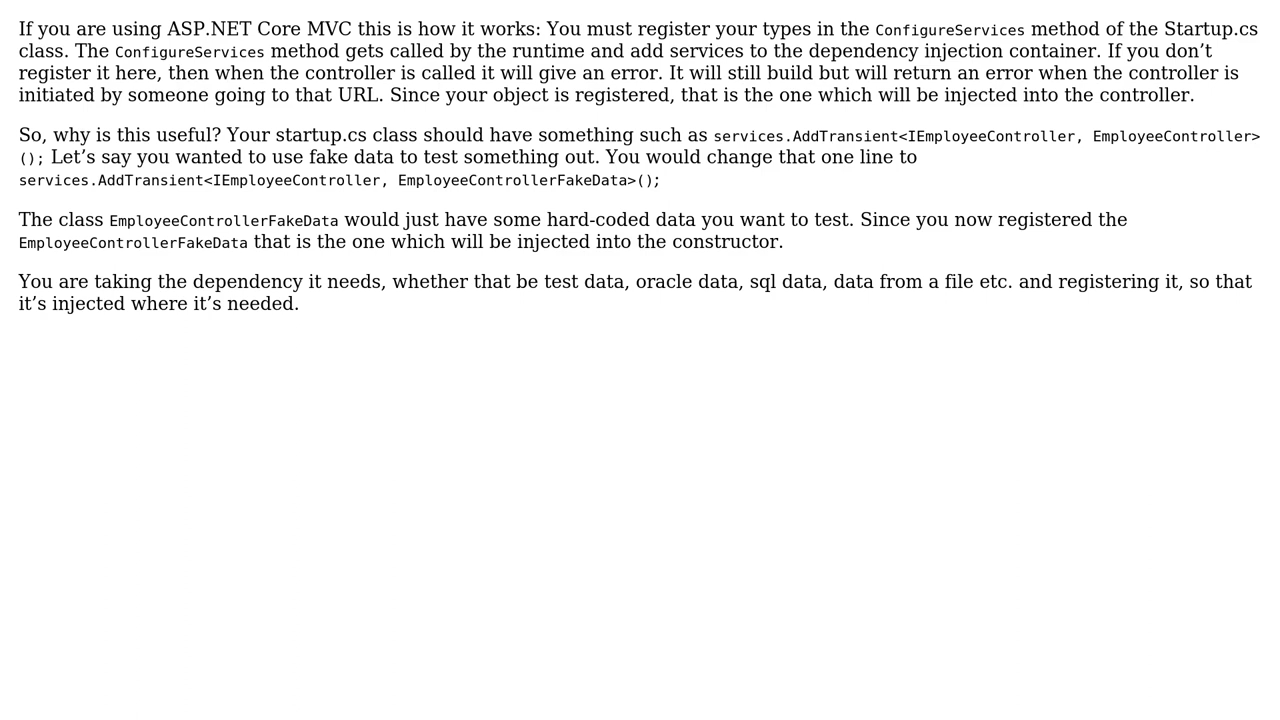 If you are using ASP.NET Core MVC this is how it works: You must register your types in the ConfigureServices method of the Startup.cs
class. The ConfigureServices method gets called by the runtime and add services to the dependency injection container. If you don’t
register it here, then when the controller is called it will give an error. It will still build but will return an error when the controller is
initiated by someone going to that URL. Since your object is registered, that is the one which will be injected into the controller.
So, why is this useful? Your startup.cs class should have something such as services.AddTransient<IEmployeeController, EmployeeController>
(); Let’s say you wanted to use fake data to test something out. You would change that one line to
services.AddTransient<IEmployeeController, EmployeeControllerFakeData>();
The class EmployeeControllerFakeData would just have some hard-coded data you want to test. Since you now registered the
EmployeeControllerFakeData that is the one which will be injected into the constructor.
You are taking the dependency it needs, whether that be test data, oracle data, sql data, data from a file etc. and registering it, so that
it’s injected where it’s needed.